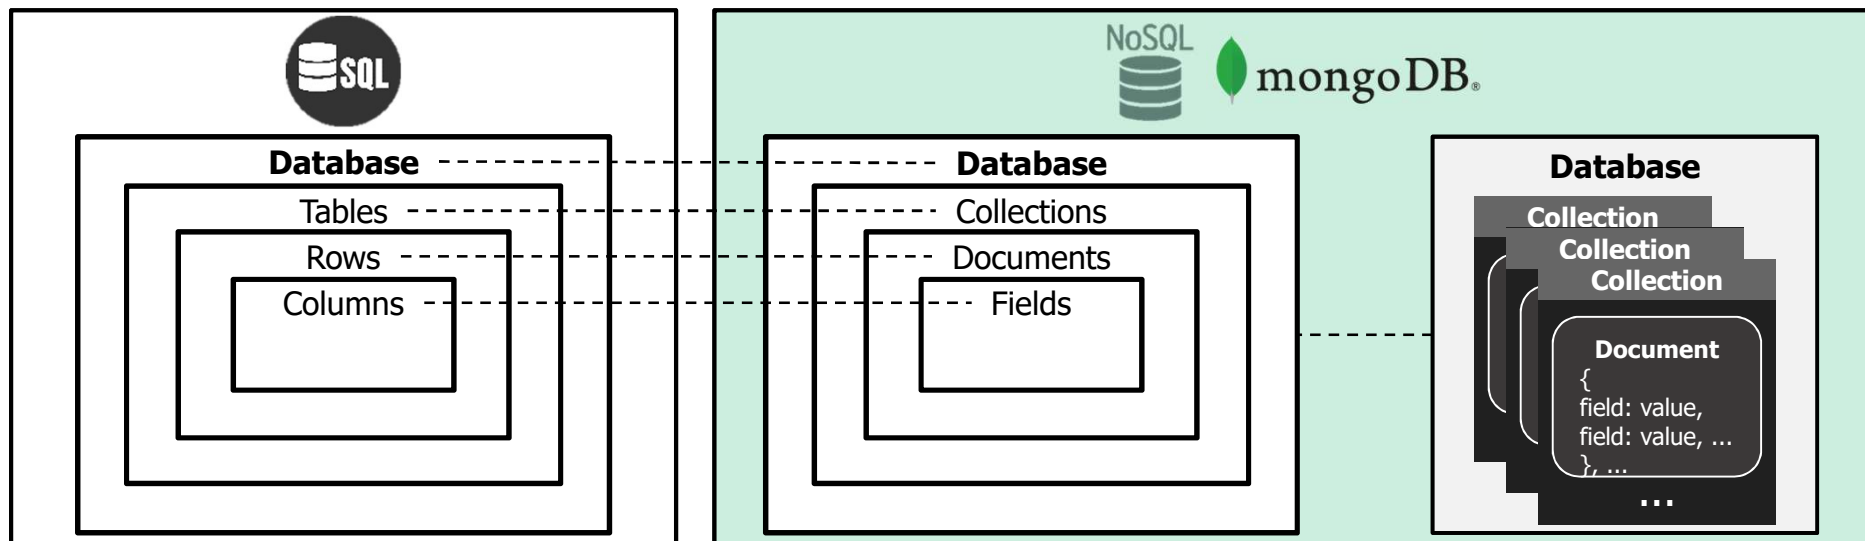 SQL
Database
Tables
Rows
Columns
NoSQL
mongoDB®
Database
Collections
Documents
Fields
Database
Collection
Collection
Collection
Document
{
field: value,
field: value, ...
}, ...
...